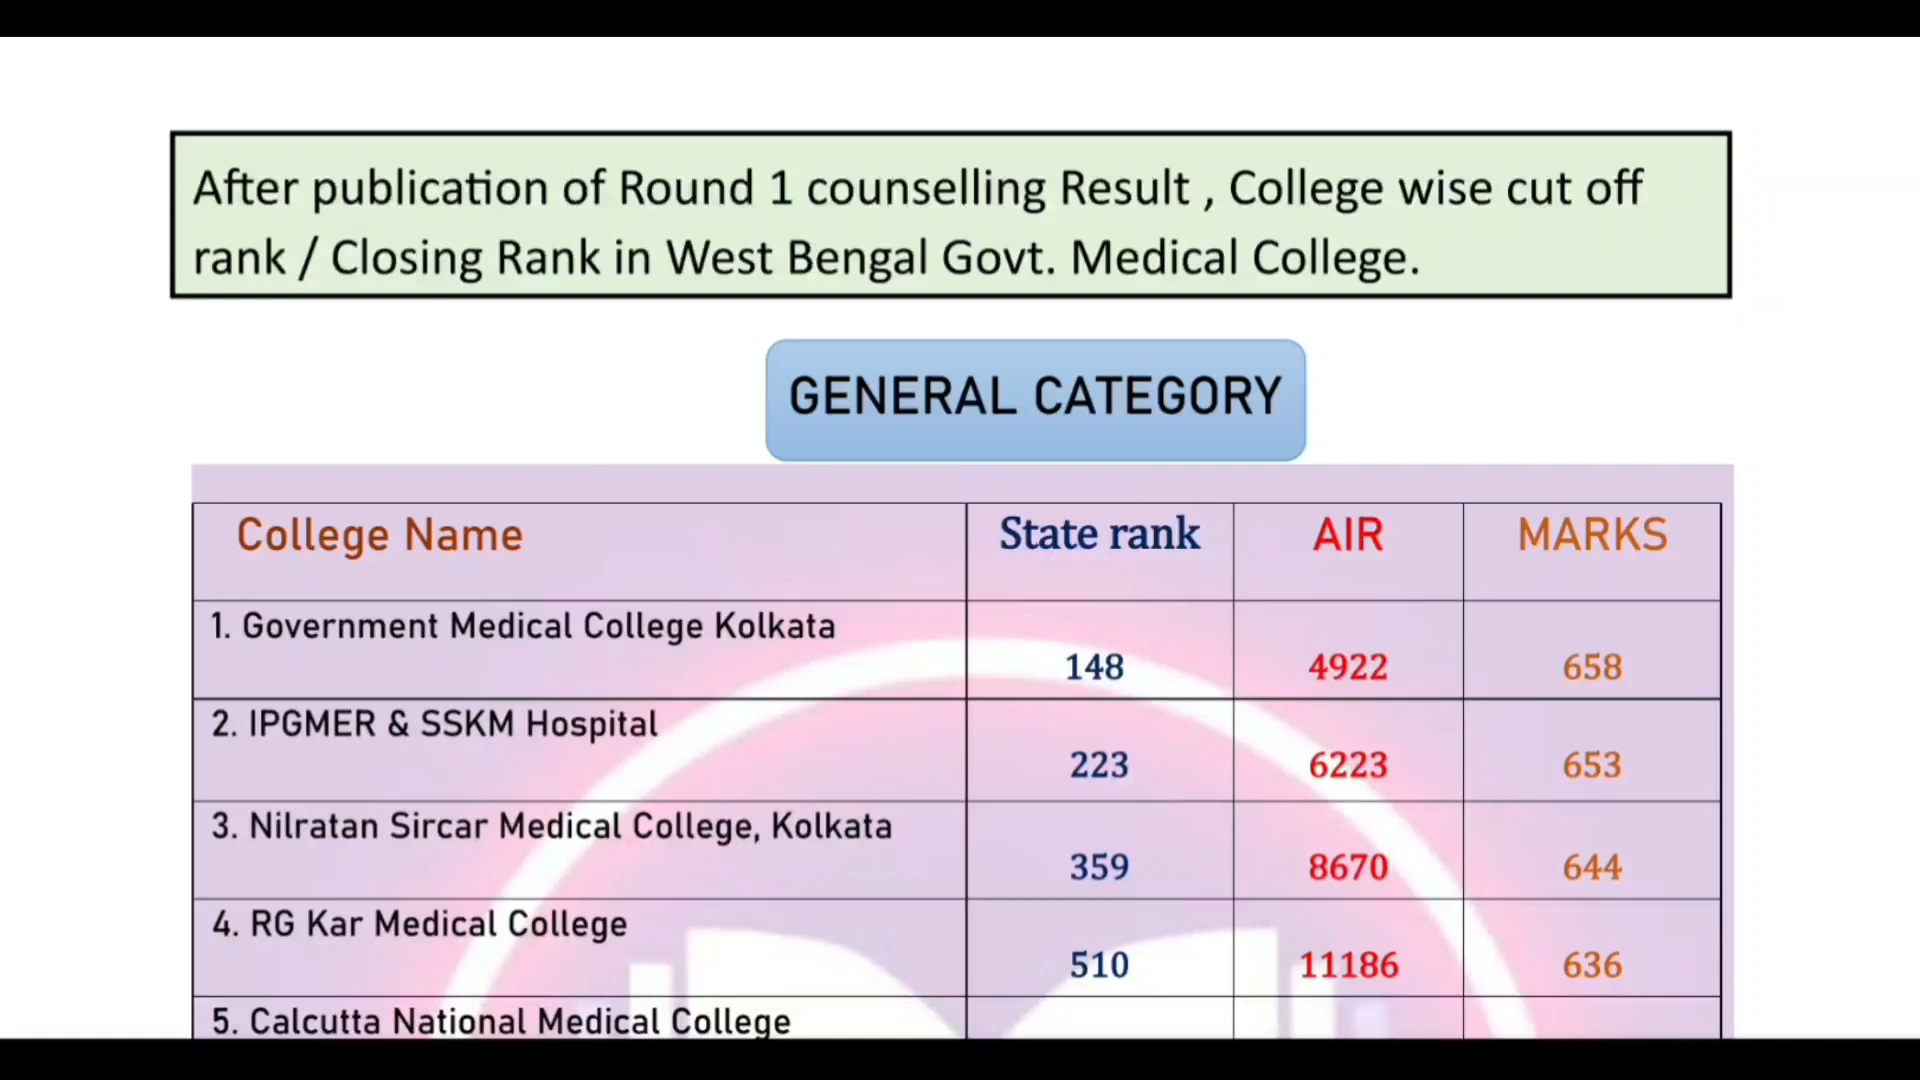 After publication of Round 1 counselling Result , College wise cut off
rank / Closing Rank in West Bengal Govt. Medical College.
GENERAL CATEGORY
College Name State rank AIR MARKS
1. Government Medical College Kolkata 148 4922 658
2. IPGMER & SSKM Hospital 223 6223 653
3. Nilratan Sircar Medical College, Kolkata 359 8670 644
4. RG Kar Medical College 510 11186 636
5. Calcutta National Medical College